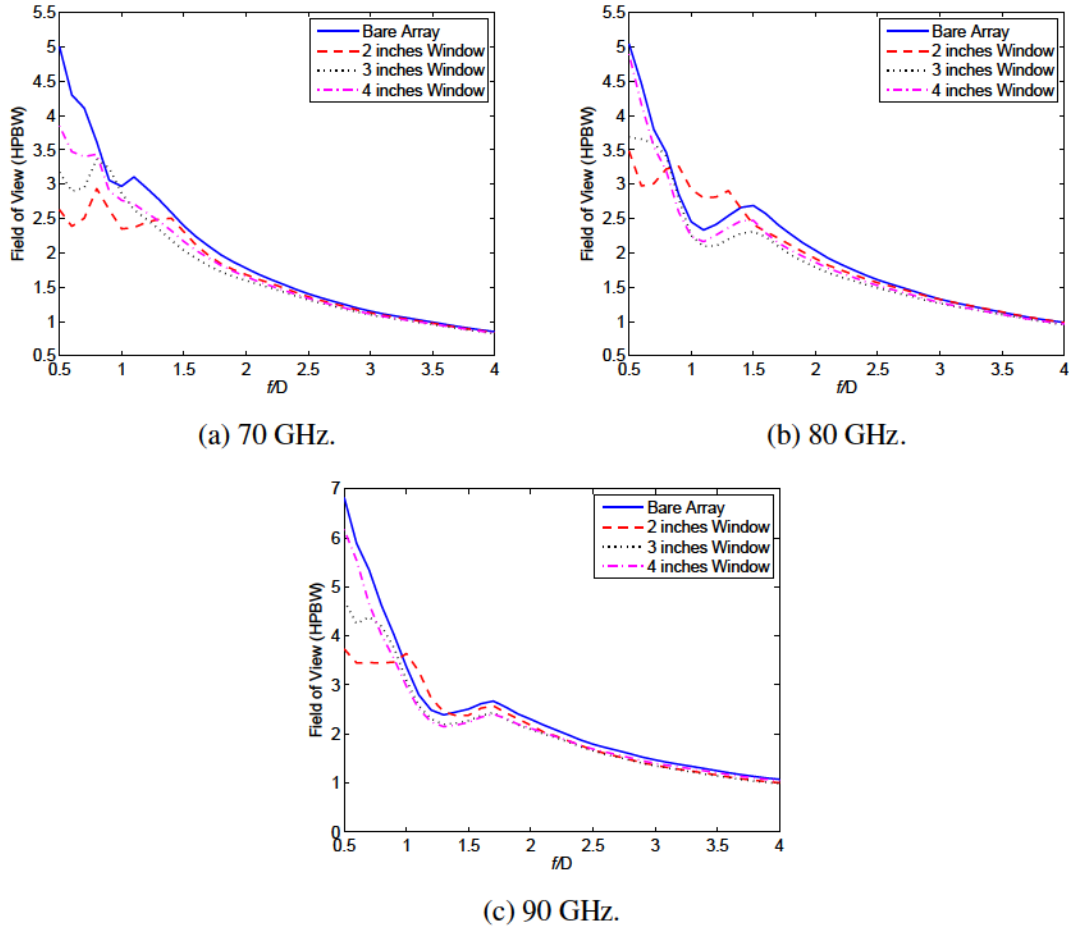 5.5
5
4.5
4
3.5
3
2.5
2
1.5
1
0.5
Field of View (HPBW)
Bare Array
2 inches Window
3 inches Window
4 inches Window
0.5 1 1.5 2 2.5 3 3.5 4
f/D
(a) 70 GHz.
5.5
5
4.5
4
3.5
3
2.5
2
1.5
1
0.5
Field of View (HPBW)
Bare Array
2 inches Window
3 inches Window
4 inches Window
0.5 1 1.5 2 2.5 3 3.5 4
f/D
(b) 80 GHz.
7
6
5
4
3
2
1
0
Field of View (HPBW)
Bare Array
2 inches Window
3 inches Window
4 inches Window
0.5 1 1.5 2 2.5 3 3.5 4
f/D
(c) 90 GHz.